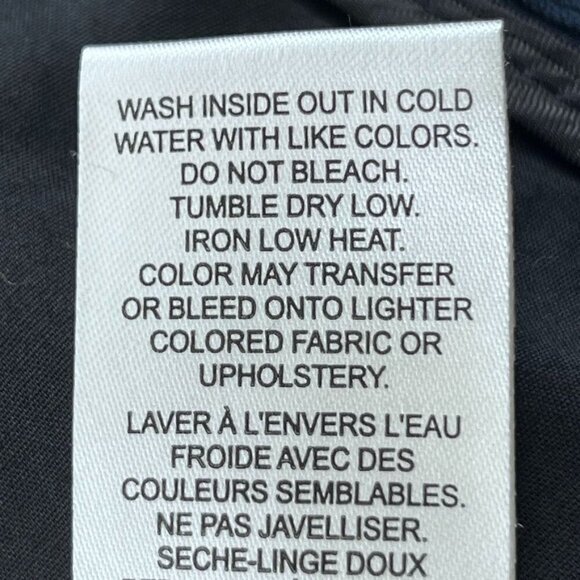 WASH INSIDE OUT IN COLD
WATER WITH LIKE COLORS.
DO NOT BLEACH.
TUMBLE DRY LOW.
IRON LOW HEAT.
COLOR MAY TRANSFER
OR BLEED ONTO LIGHTER
COLORED FABRIC OR
UPHOLSTERY.
LAVER À L'ENVERS L'EAU
FROIDE AVEC DES
COULEURS SEMBLABLES.
NE PAS JAVELLISER.
SECHE-LINGE DOUX